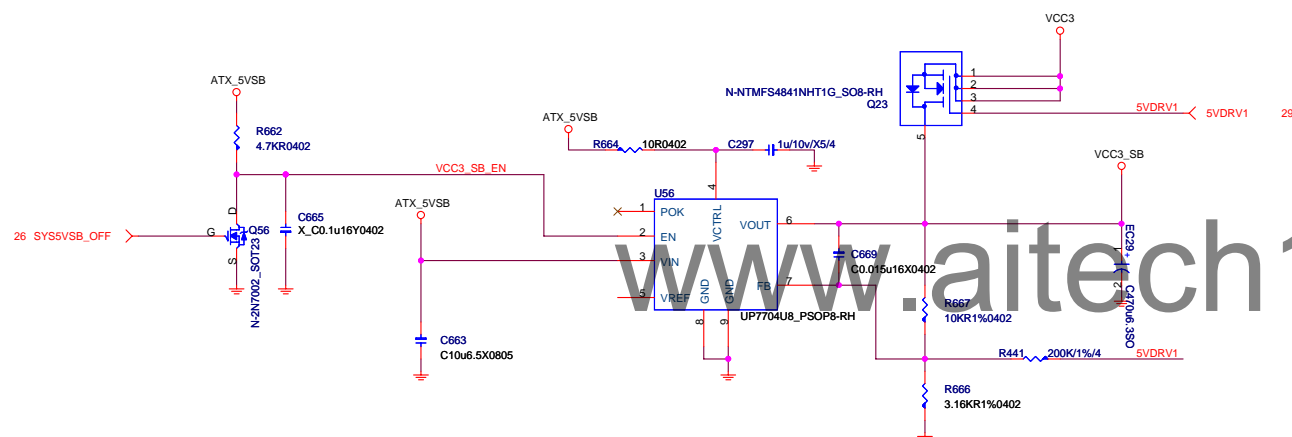 VCC3
ATX_5VSB
N-NTMFS4841NHT1G_SO8-RH
Q23
1
2
3
4
5
5VDRV1
5VDRV1
29
R662
4.7KR0402
ATX_5VSB
R664
10R0402
C297
1u/10v/X5/4
VCC3_SB
VCC3_SB_EN
4
U56
ATX_5VSB
1
POK
VCTRL
VOUT
6
2
EN
3
VIN
5
VREF
GND
GND
FB
7
8
9
UP7704U8_PSOP8-RH
26 SYS5VSB_OFF
G
D
S
Q56
N-2N7002_SOT23
C665
X_C0.1u16Y0402
C669
C0.015u16X0402
EC29
+
1
2
C470u6.3SO
R667
10KR1%0402
C663
C10u6.5X0805
R441
200K/1%/4
5VDRV1
R666
3.16KR1%0402
www.aitech1